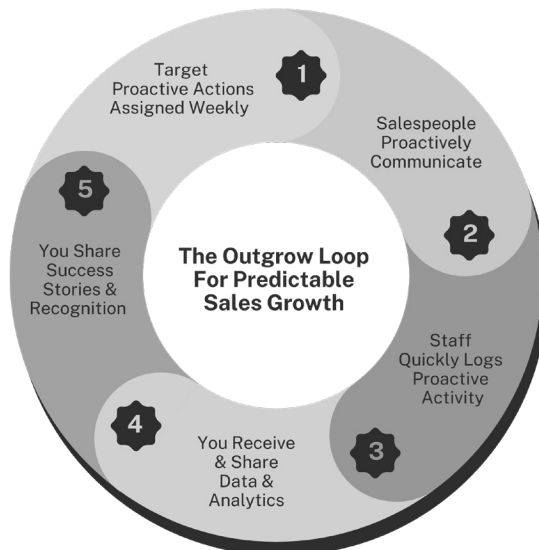 The Outgrow Loop
For Predictable
Sales Growth
1
Target
Proactive Actions
Assigned Weekly
2
Salespeople
Proactively
Communicate
3
Staff
Quickly Logs
Proactive
Activity
4
You Receive
& Share
Data &
Analytics
5
You Share
Success
Stories &
Recognition